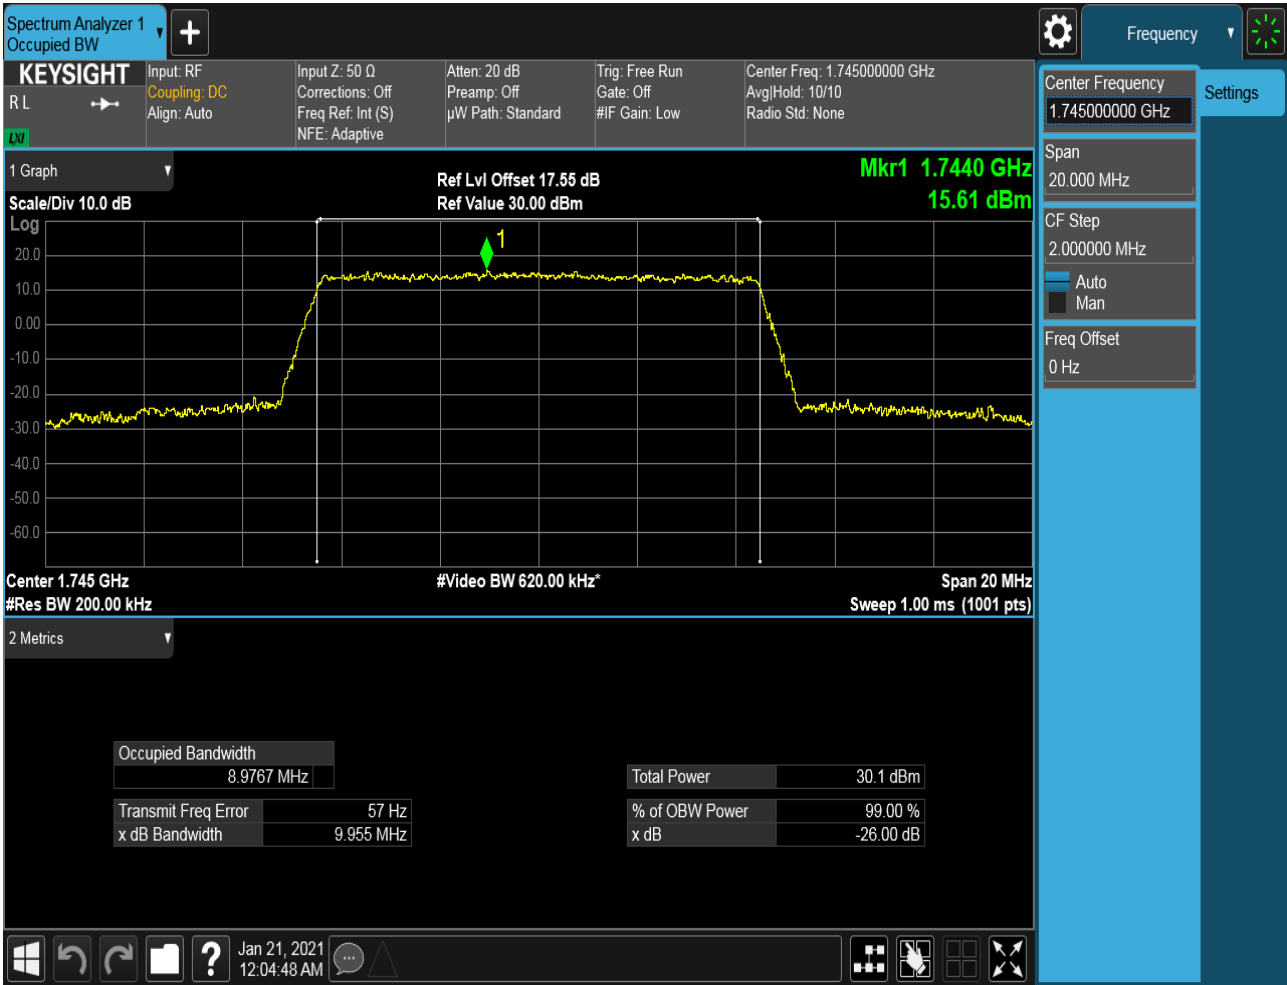 Spectrum Analyzer 1
Occupied BW
+
Frequency
KEYSIGHT
R L
LXI
Input: RF
Coupling: DC
Align: Auto
Input Z: 50 Ω
Corrections: Off
Freq Ref: Int (S)
NFE: Adaptive
Atten: 20 dB
Preamp: Off
µW Path: Standard
Trig: Free Run
Gate: Off
#IF Gain: Low
Center Freq: 1.745000000 GHz
Avg|Hold: 10/10
Radio Std: None
Center Frequency
1.745000000 GHz
Settings
Span
20.000 MHz
CF Step
2.000000 MHz
Auto
Man
Freq Offset
0 Hz
1 Graph
Scale/Div 10.0 dB
Ref Lvl Offset 17.55 dB
Ref Value 30.00 dBm
Mkr1 1.7440 GHz
15.61 dBm
Log
1
20.0
10.0
0.00
-10.0
-20.0
-30.0
-40.0
-50.0
-60.0
Center 1.745 GHz
#Video BW 620.00 kHz*
Span 20 MHz
#Res BW 200.00 kHz
Sweep 1.00 ms (1001 pts)
2 Metrics
Occupied Bandwidth
8.9767 MHz
Total Power 30.1 dBm
Transmit Freq Error 57 Hz
% of OBW Power 99.00 %
x dB Bandwidth 9.955 MHz
x dB -26.00 dB
?
Jan 21, 2021
12:04:48 AM